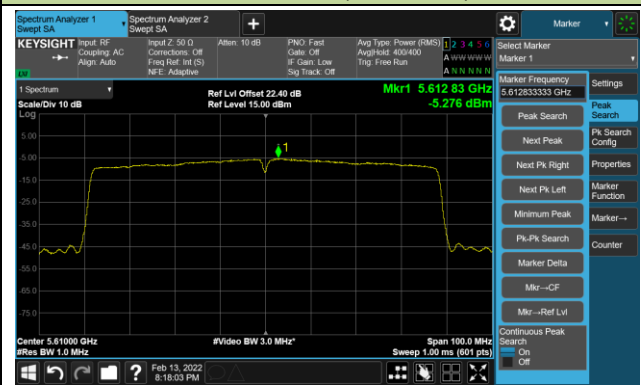 Spectrum Analyzer 1
Swept SA
Spectrum Analyzer 2
Swept SA
+
Marker
KEYSIGHT
Input: RF
Coupling: AC
Align: Auto
Input Z: 50 Ω
Corrections: Off
Freq Ref: Int (S)
NFE: Adaptive
Atten: 10 dB
PNO: Fast
Gate: Off
IF Gain: Low
Sig Track: Off
Avg Type: Power (RMS)
Avg|Hold: 400/400
Trig: Free Run
1 2 3 4 5 6
A W W W W W
A N N N N N
Select Marker
Marker 1
1 Spectrum
Scale/Div 10 dB
Log
Ref Lvl Offset 22.40 dB
Ref Level 15.00 dBm
Mkr1 5.612 83 GHz
-5.276 dBm
5.00
-5.00
-15.0
-25.0
-35.0
-45.0
-55.0
-65.0
-75.0
1
Center 5.61000 GHz
#Res BW 1.0 MHz
#Video BW 3.0 MHz*
Span 100.0 MHz
Sweep 1.00 ms (601 pts)
Marker Frequency
5.612833333 GHz
Peak Search
Next Peak
Next Pk Right
Next Pk Left
Minimum Peak
Pk-Pk Search
Marker Delta
Mkr→CF
Mkr→Ref Lvl
Continuous Peak
Search
On
Off
Settings
Peak
Search
Pk Search
Config
Properties
Marker
Function
Marker→
Counter
?
Feb 13, 2022
8:18:03 PM